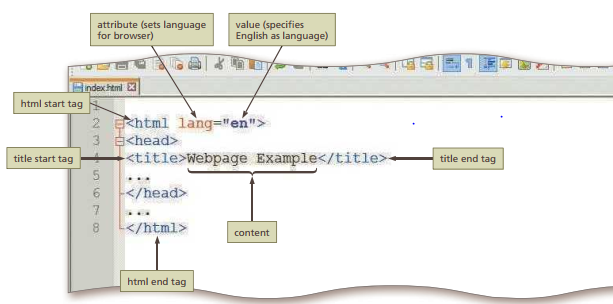 attribute (sets language
for browser)
value (specifies
English as language)
index.html
html start tag
1
2 <html lang="en">
3 <head>
title start tag
4 <title>Webpage Example</title>
title end tag
5 ...
6 </head>
content
7 ...
8 </html>
html end tag